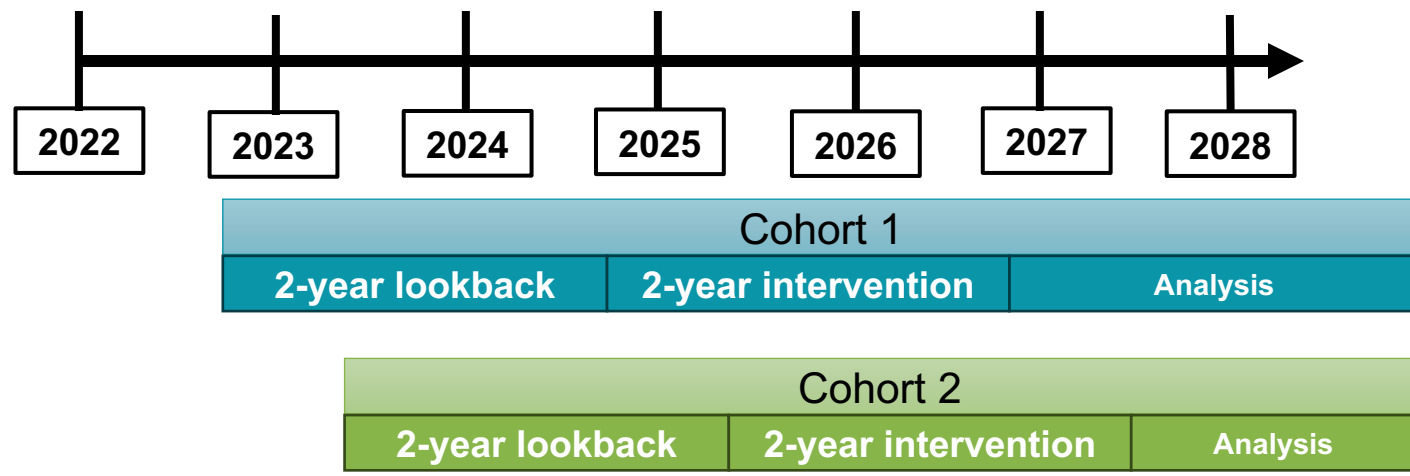 2022
2023
2024
2025
2026
2027
2028
Cohort 1
2-year lookback
2-year intervention
Analysis
Cohort 2
2-year lookback
2-year intervention
Analysis